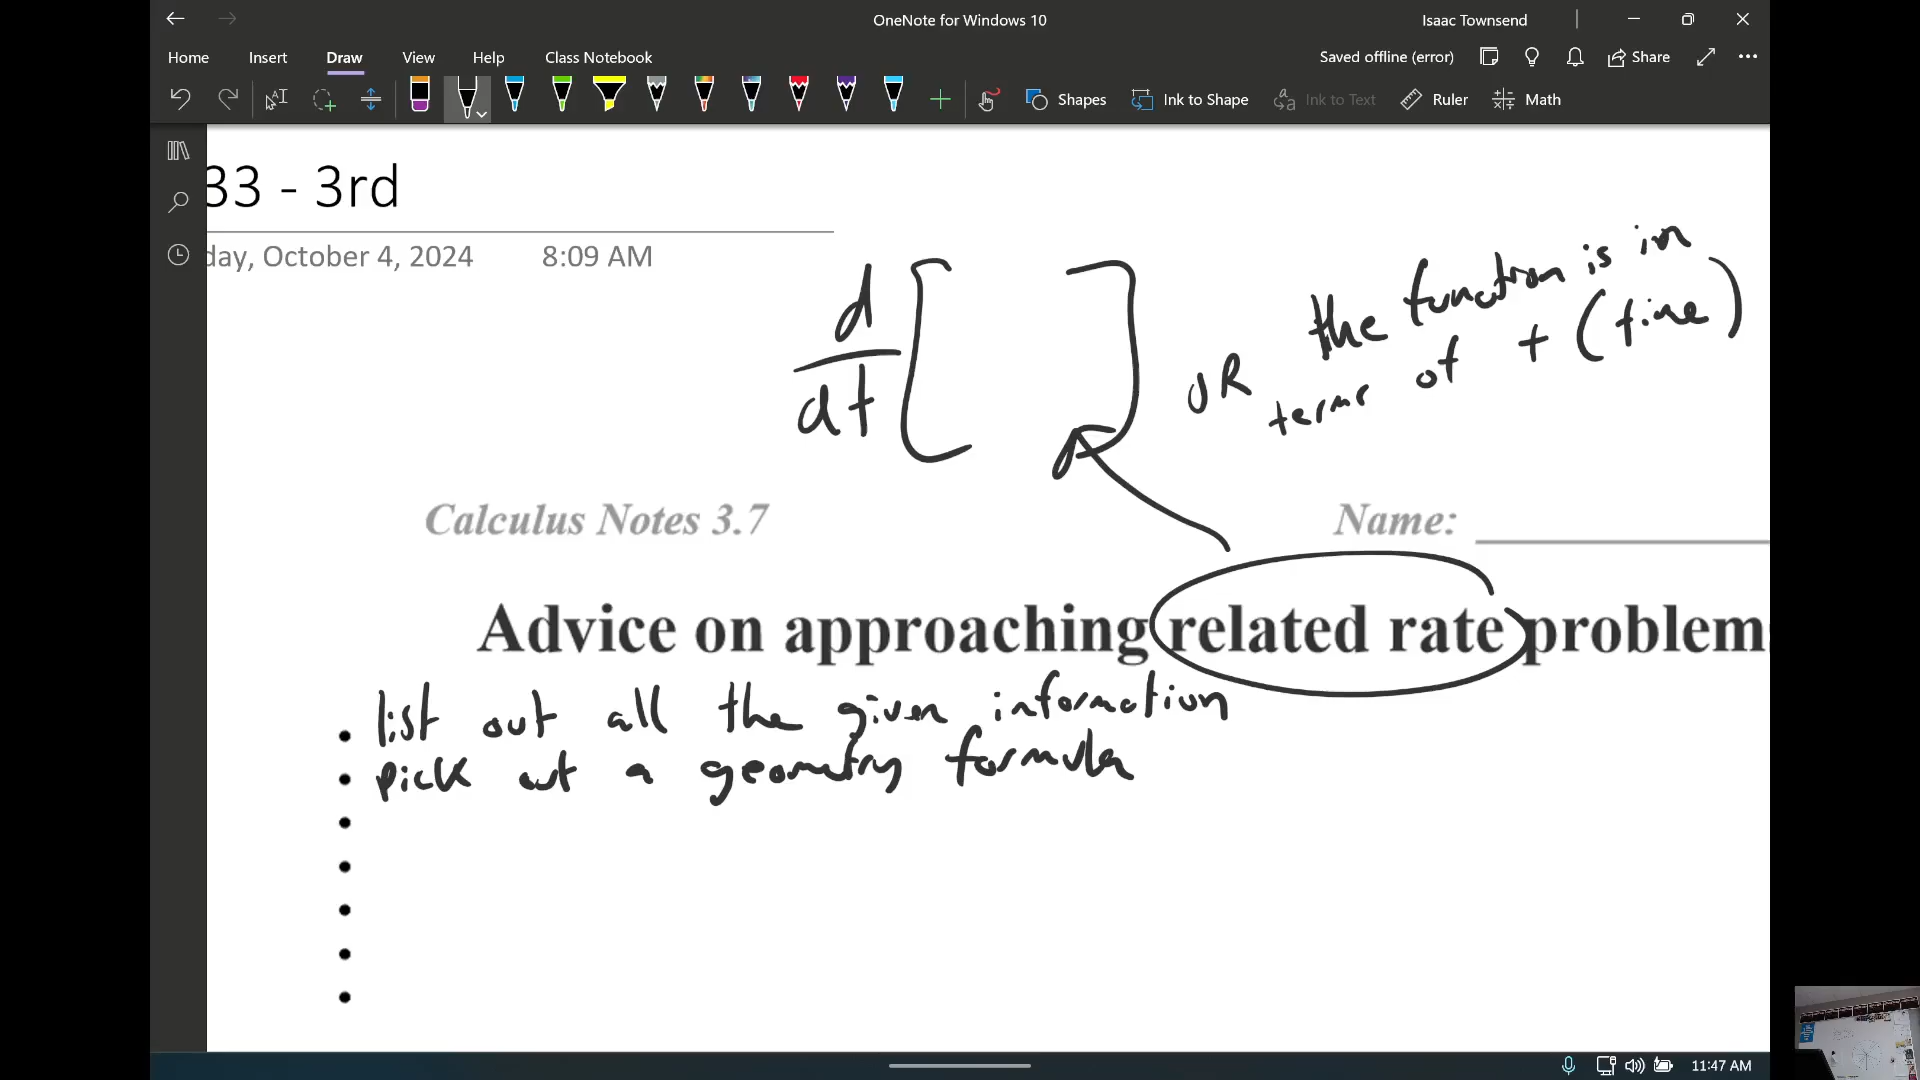 OneNote for Windows 10
Isaac Townsend
Home Insert Draw View Help Class Notebook
Saved offline (error) Share
Shapes Ink to Shape Ink to Text Ruler Math
33 - 3rd
day, October 4, 2024 8:09 AM
d
dt
OR the function is in
terms of t (time)
Calculus Notes 3.7 Name:
Advice on approaching related rate problem
• list out all the given information
• pick out a geometry formula
•
•
•
•
•
11:47 AM